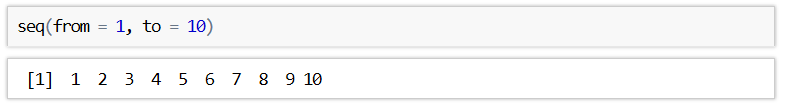 seq(from = 1, to = 10)
[1]  1  2  3  4  5  6  7  8  9 10